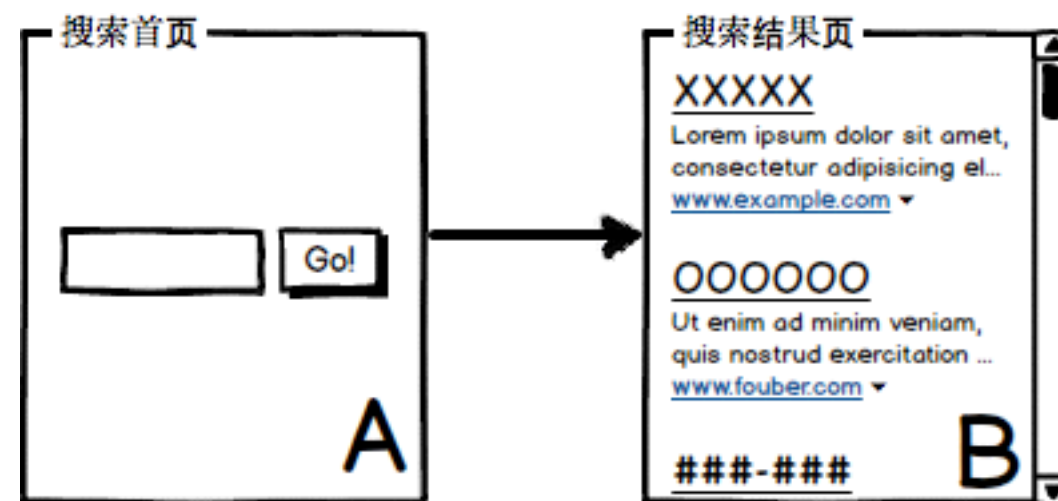 搜索首页
Go!
A
搜索结果页
XXXXX
Lorem ipsum dolor sit amet,
consectetur adipisicing el...
www.example.com
OOOOOO
Ut enim ad minim veniam,
quis nostrud exercitation ...
www.fouber.com
###-###
B